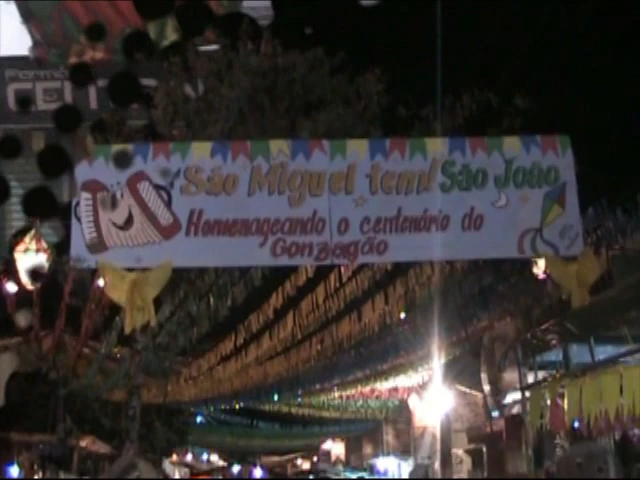 São Miguel tem! São João
Homenageando o centenário do
Gonzagão